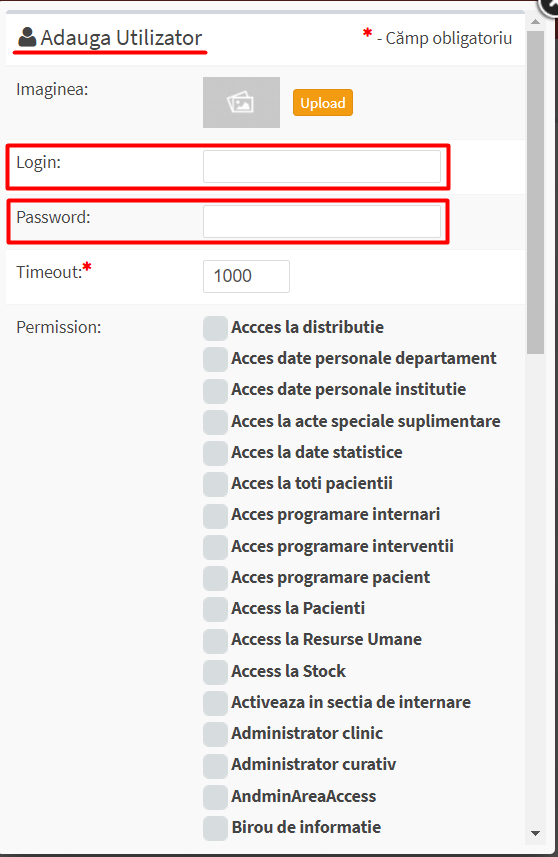 Adauga Utilizator
* - Câmp obligatoriu
Imaginea:
Upload
Login:
Password:
Timeout:*
1000
Permission:
Accces la distributie
Acces date personale departament
Acces date personale institutie
Acces la acte speciale suplimentare
Acces la date statistice
Acces la toti pacientii
Acces programare internari
Acces programare interventii
Acces programare pacient
Access la Pacienti
Access la Resurse Umane
Access la Stock
Activeaza in sectia de internare
Administrator clinic
Administrator curativ
AndminAreaAccess
Birou de informatie